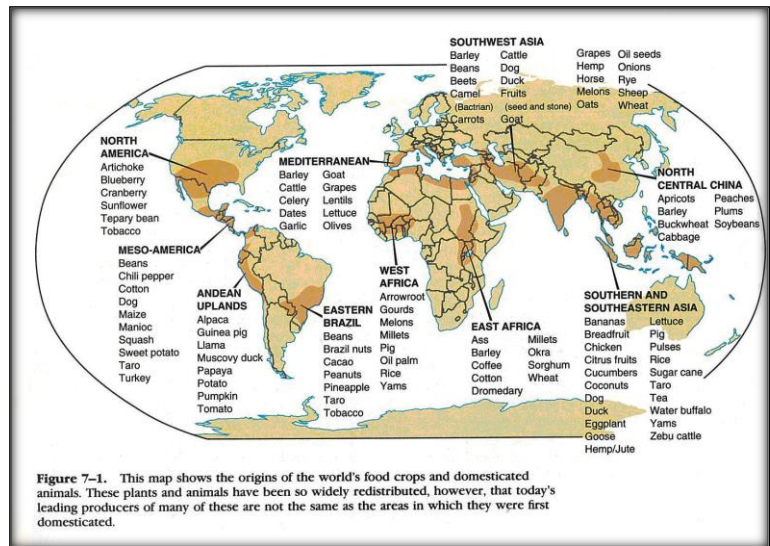 SOUTHWEST ASIA
Barley
Beans
Beets
Camel
(Bactrian)
Carrots
Cattle
Dog
Duck
Fruits
(seed and stone)
Goat
Grapes
Hemp
Horse
Melons
Oats
Oil seeds
Onions
Rye
Sheep
Wheat
NORTH
AMERICA
Artichoke
Blueberry
Cranberry
Sunflower
Tepary bean
Tobacco
MEDITERRANEAN
Barley
Cattle
Celery
Dates
Garlic
Goat
Grapes
Lentils
Lettuce
Olives
NORTH
CENTRAL CHINA
Apricots
Barley
Buckwheat
Cabbage
Peaches
Plums
Soybeans
MESO-AMERICA
Beans
Chili pepper
Cotton
Dog
Maize
Manioc
Squash
Sweet potato
Taro
Turkey
ANDEAN
UPLANDS
Alpaca
Guinea pig
Llama
Muscovy duck
Papaya
Potato
Pumpkin
Tomato
EASTERN
BRAZIL
Beans
Brazil nuts
Cacao
Peanuts
Pineapple
Taro
Tobacco
WEST
AFRICA
Arrowroot
Gourds
Melons
Millets
Pig
Oil palm
Rice
Yams
EAST AFRICA
Ass
Barley
Coffee
Cotton
Dromedary
Millets
Okra
Sorghum
Wheat
SOUTHERN AND
SOUTHEASTERN ASIA
Bananas
Breadfruit
Chicken
Citrus fruits
Cucumbers
Coconuts
Dog
Duck
Eggplant
Goose
Hemp/Jute
Lettuce
Pig
Pulses
Rice
Sugar cane
Taro
Tea
Water buffalo
Yams
Zebu cattle
Figure 7–1. This map shows the origins of the world's food crops and domesticated
animals. These plants and animals have been so widely redistributed, however, that today's
leading producers of many of these are not the same as the areas in which they were first
domesticated.